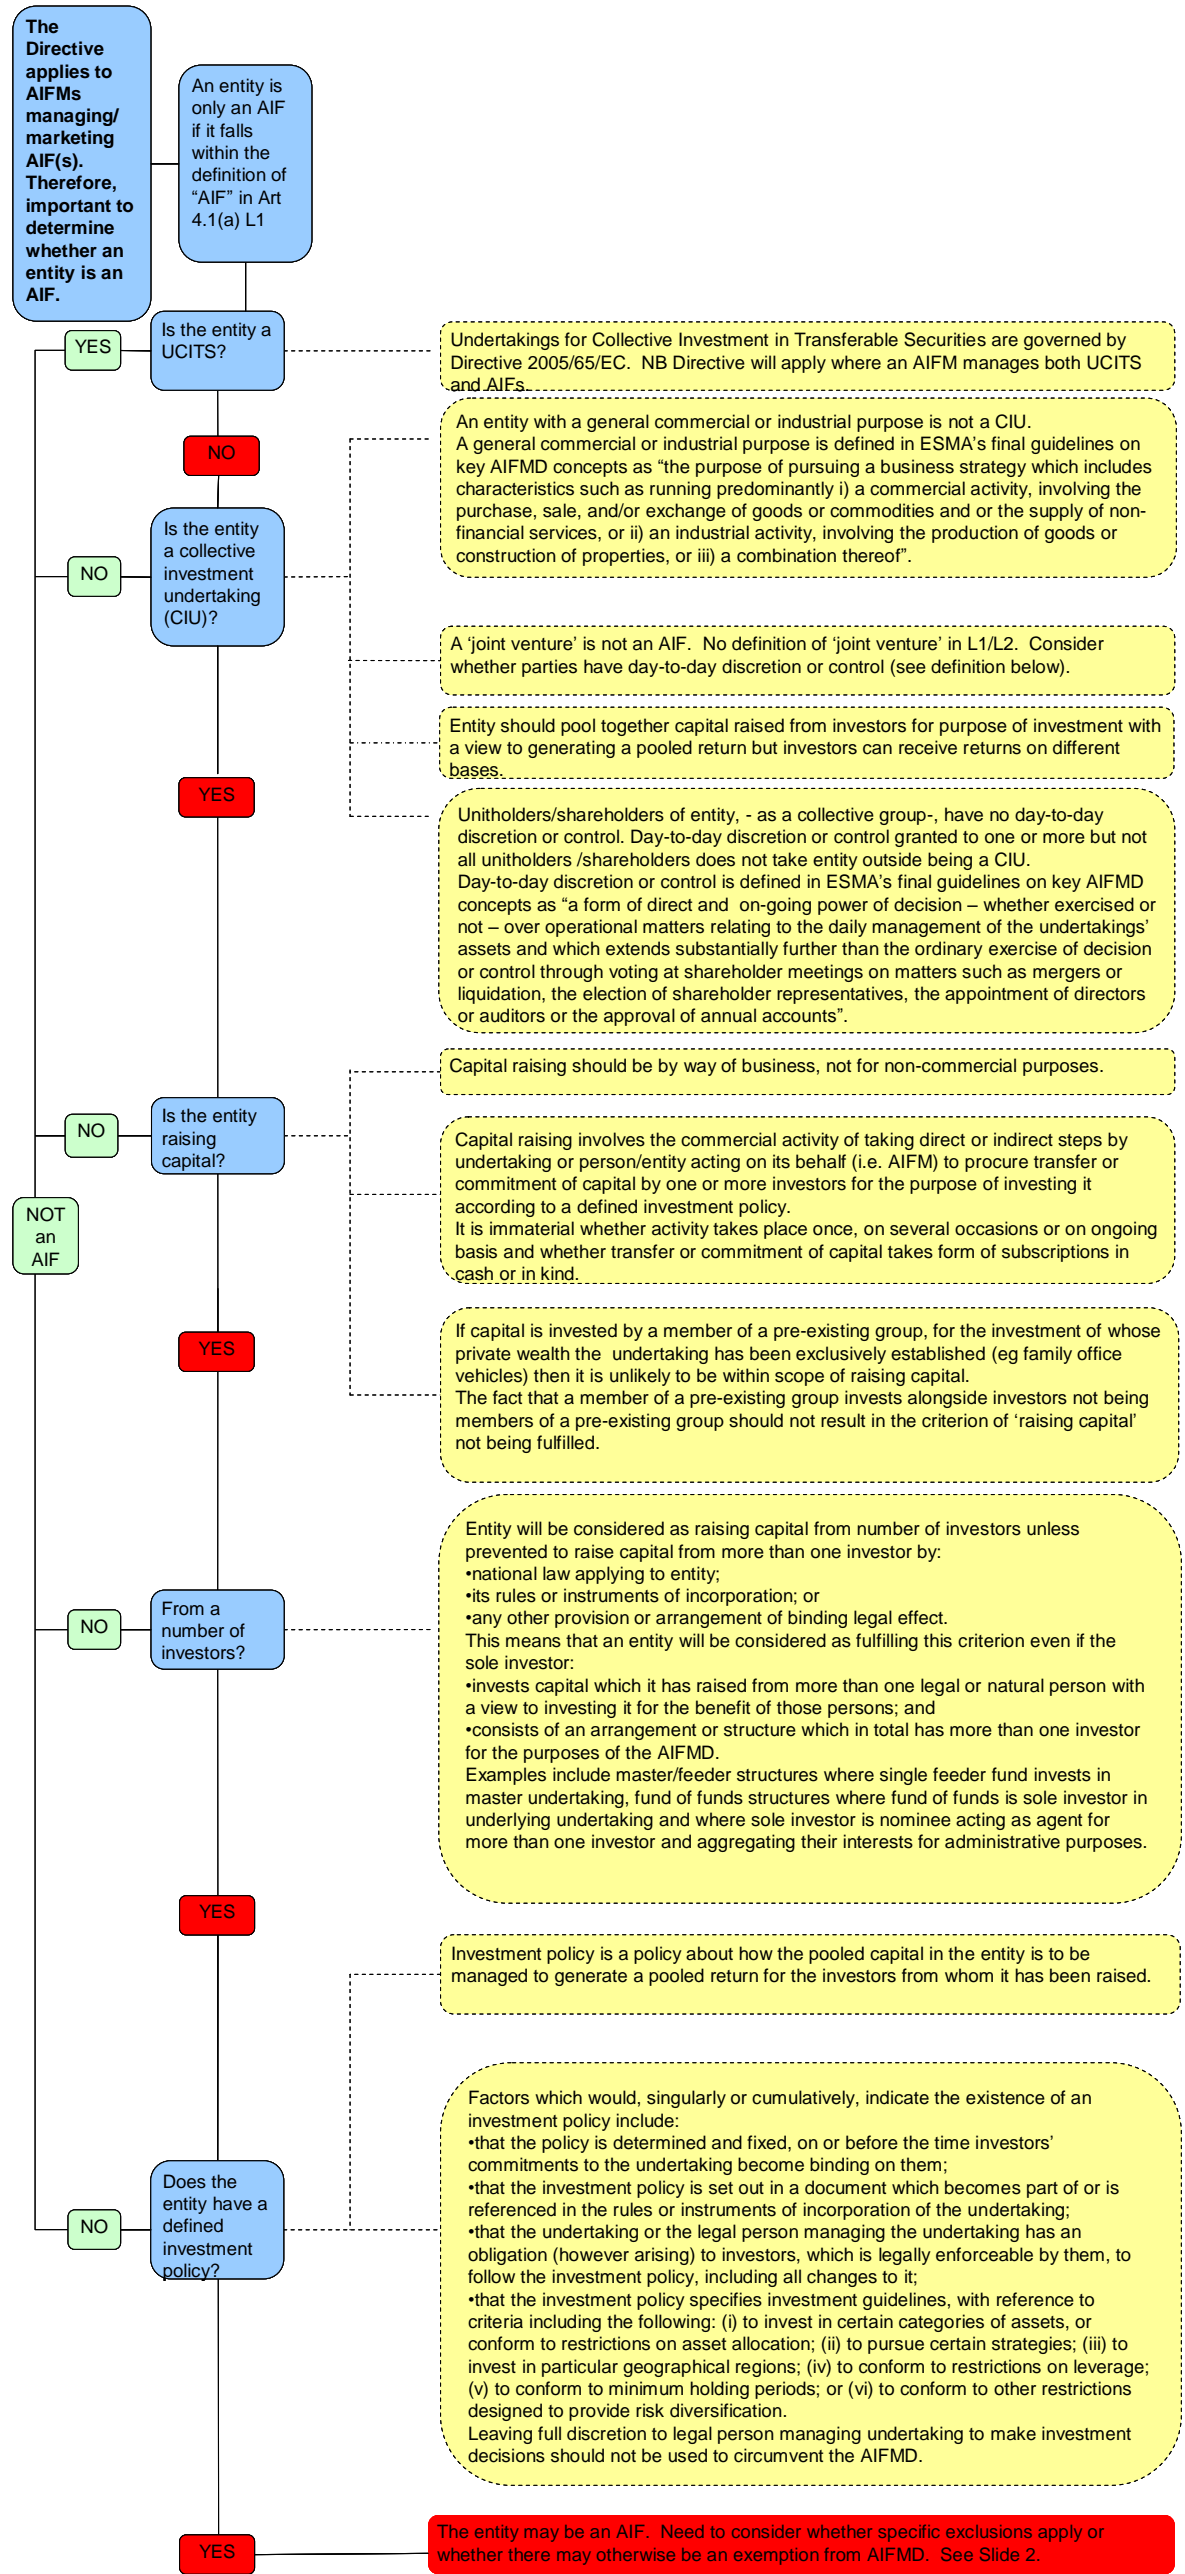 The
Directive
applies to
AIFMs
managing/
marketing
AIF(s).
Therefore,
important to
determine
whether an
entity is an
AIF.
An entity is
only an AIF
if it falls
within the
definition of
“AIF” in Art
4.1(a) L1
Is the entity a
UCITS?
YES
Undertakings for Collective Investment in Transferable Securities are governed by
Directive 2005/65/EC.  NB Directive will apply where an AIFM manages both UCITS
and AIFs.
NO
An entity with a general commercial or industrial purpose is not a CIU.
A general commercial or industrial purpose is defined in ESMA’s final guidelines on
key AIFMD concepts as “the purpose of pursuing a business strategy which includes
characteristics such as running predominantly i) a commercial activity, involving the
purchase, sale, and/or exchange of goods or commodities and or the supply of non-
financial services, or ii) an industrial activity, involving the production of goods or
construction of properties, or iii) a combination thereof”.
Is the entity
a collective
investment
undertaking
(CIU)?
NO
A ‘joint venture’ is not an AIF.  No definition of ‘joint venture’ in L1/L2.  Consider
whether parties have day-to-day discretion or control (see definition below).
Entity should pool together capital raised from investors for purpose of investment with
a view to generating a pooled return but investors can receive returns on different
bases.
YES
Unitholders/shareholders of entity, - as a collective group-, have no day-to-day
discretion or control. Day-to-day discretion or control granted to one or more but not
all unitholders /shareholders does not take entity outside being a CIU.
Day-to-day discretion or control is defined in ESMA’s final guidelines on key AIFMD
concepts as “a form of direct and  on-going power of decision – whether exercised or
not – over operational matters relating to the daily management of the undertakings’
assets and which extends substantially further than the ordinary exercise of decision
or control through voting at shareholder meetings on matters such as mergers or
liquidation, the election of shareholder representatives, the appointment of directors
or auditors or the approval of annual accounts”.
Capital raising should be by way of business, not for non-commercial purposes.
Is the entity
raising
capital?
NO
Capital raising involves the commercial activity of taking direct or indirect steps by
undertaking or person/entity acting on its behalf (i.e. AIFM) to procure transfer or
commitment of capital by one or more investors for the purpose of investing it
according to a defined investment policy.
It is immaterial whether activity takes place once, on several occasions or on ongoing
basis and whether transfer or commitment of capital takes form of subscriptions in
cash or in kind.
NOT
an
AIF
YES
If capital is invested by a member of a pre-existing group, for the investment of whose
private wealth the  undertaking has been exclusively established (eg family office
vehicles) then it is unlikely to be within scope of raising capital.
The fact that a member of a pre-existing group invests alongside investors not being
members of a pre-existing group should not result in the criterion of ‘raising capital’
not being fulfilled.
From a
number of
investors?
NO
Entity will be considered as raising capital from number of investors unless
prevented to raise capital from more than one investor by:
•national law applying to entity;
•its rules or instruments of incorporation; or
•any other provision or arrangement of binding legal effect.
This means that an entity will be considered as fulfilling this criterion even if the
sole investor:
•invests capital which it has raised from more than one legal or natural person with
a view to investing it for the benefit of those persons; and
•consists of an arrangement or structure which in total has more than one investor
for the purposes of the AIFMD.
Examples include master/feeder structures where single feeder fund invests in
master undertaking, fund of funds structures where fund of funds is sole investor in
underlying undertaking and where sole investor is nominee acting as agent for
more than one investor and aggregating their interests for administrative purposes.
YES
Investment policy is a policy about how the pooled capital in the entity is to be
managed to generate a pooled return for the investors from whom it has been raised.
Does the
entity have a
defined
investment
policy?
NO
Factors which would, singularly or cumulatively, indicate the existence of an
investment policy include:
•that the policy is determined and fixed, on or before the time investors’
commitments to the undertaking become binding on them;
•that the investment policy is set out in a document which becomes part of or is
referenced in the rules or instruments of incorporation of the undertaking;
•that the undertaking or the legal person managing the undertaking has an
obligation (however arising) to investors, which is legally enforceable by them, to
follow the investment policy, including all changes to it;
•that the investment policy specifies investment guidelines, with reference to
criteria including the following: (i) to invest in certain categories of assets, or
conform to restrictions on asset allocation; (ii) to pursue certain strategies; (iii) to
invest in particular geographical regions; (iv) to conform to restrictions on leverage;
(v) to conform to minimum holding periods; or (vi) to conform to other restrictions
designed to provide risk diversification.
Leaving full discretion to legal person managing undertaking to make investment
decisions should not be used to circumvent the AIFMD.
YES
The entity may be an AIF.  Need to consider whether specific exclusions apply or
whether there may otherwise be an exemption from AIFMD.  See Slide 2.